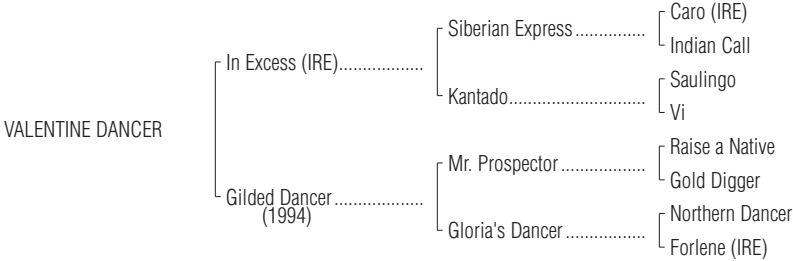 Caro (IRE)
Siberian Express ...............
Indian Call
In Excess (IRE)..................
Saulingo
Kantado.............................
Vi
VALENTINE DANCER
Raise a Native
Mr. Prospector ..................
Gold Digger
Gilded Dancer ...................
(1994)
Northern Dancer
Gloria's Dancer .................
Forlene (IRE)